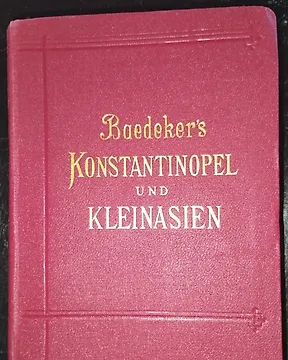 Baedeker's
KONSTANTINOPEL
UND
KLEINASIEN